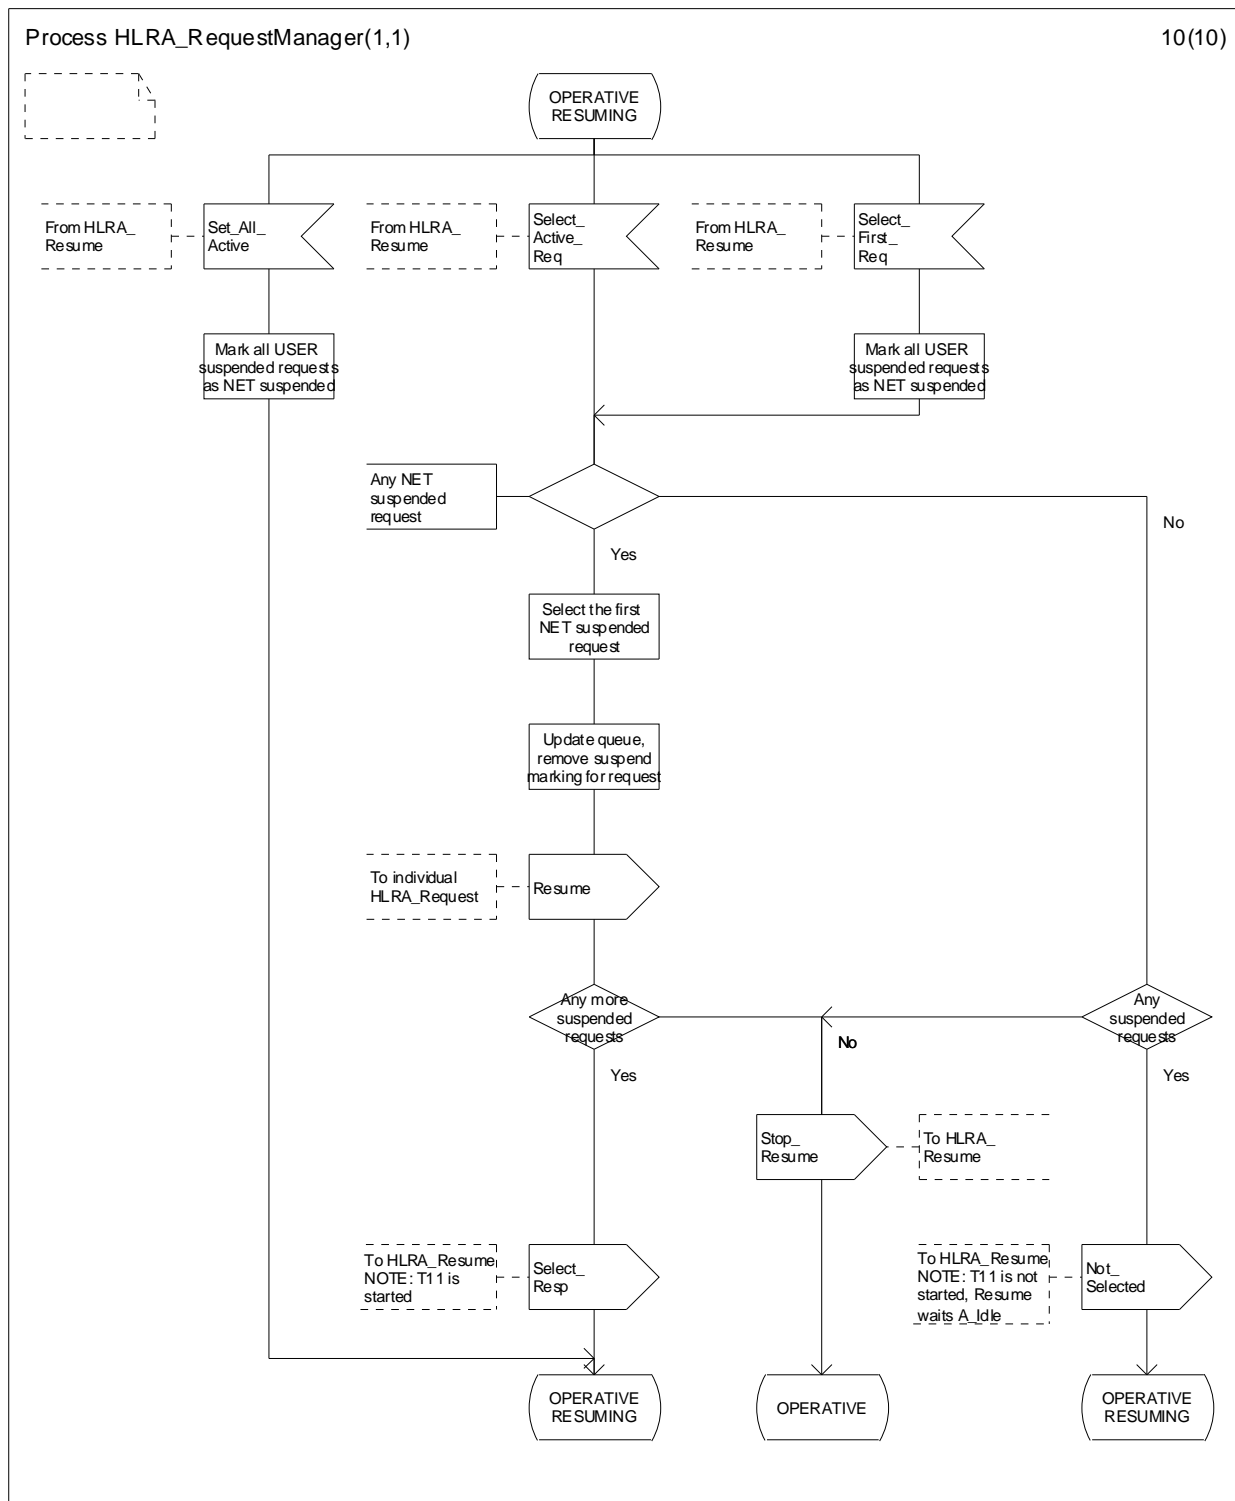 Process HLRA_RequestManager(1,1)
10(10)
OPERATIVE
RESUMING
From HLRA_
Resume
Set_All_
Active
From HLRA_
Resume
Select_
Active_
Req
From HLRA_
Resume
Select_
First_
Req
Mark all USER
suspended requests
as NET suspended
Mark all USER
suspended requests
as NET suspended
Any NET
suspended
request
No
Yes
Select the first
NET suspended
request
Update queue,
remove suspend
marking for request
To individual
HLRA_Request
Resume
Any more
suspended
requests
Any
suspended
requests
No
Yes
Yes
Stop_
Resume
To HLRA_
Resume
To HLRA_Resume
NOTE: T11 is
started
Select_
Resp
To HLRA_Resume
NOTE: T11 is not
started, Resume
waits A_Idle
Not_
Selected
OPERATIVE
RESUMING
OPERATIVE
OPERATIVE
RESUMING